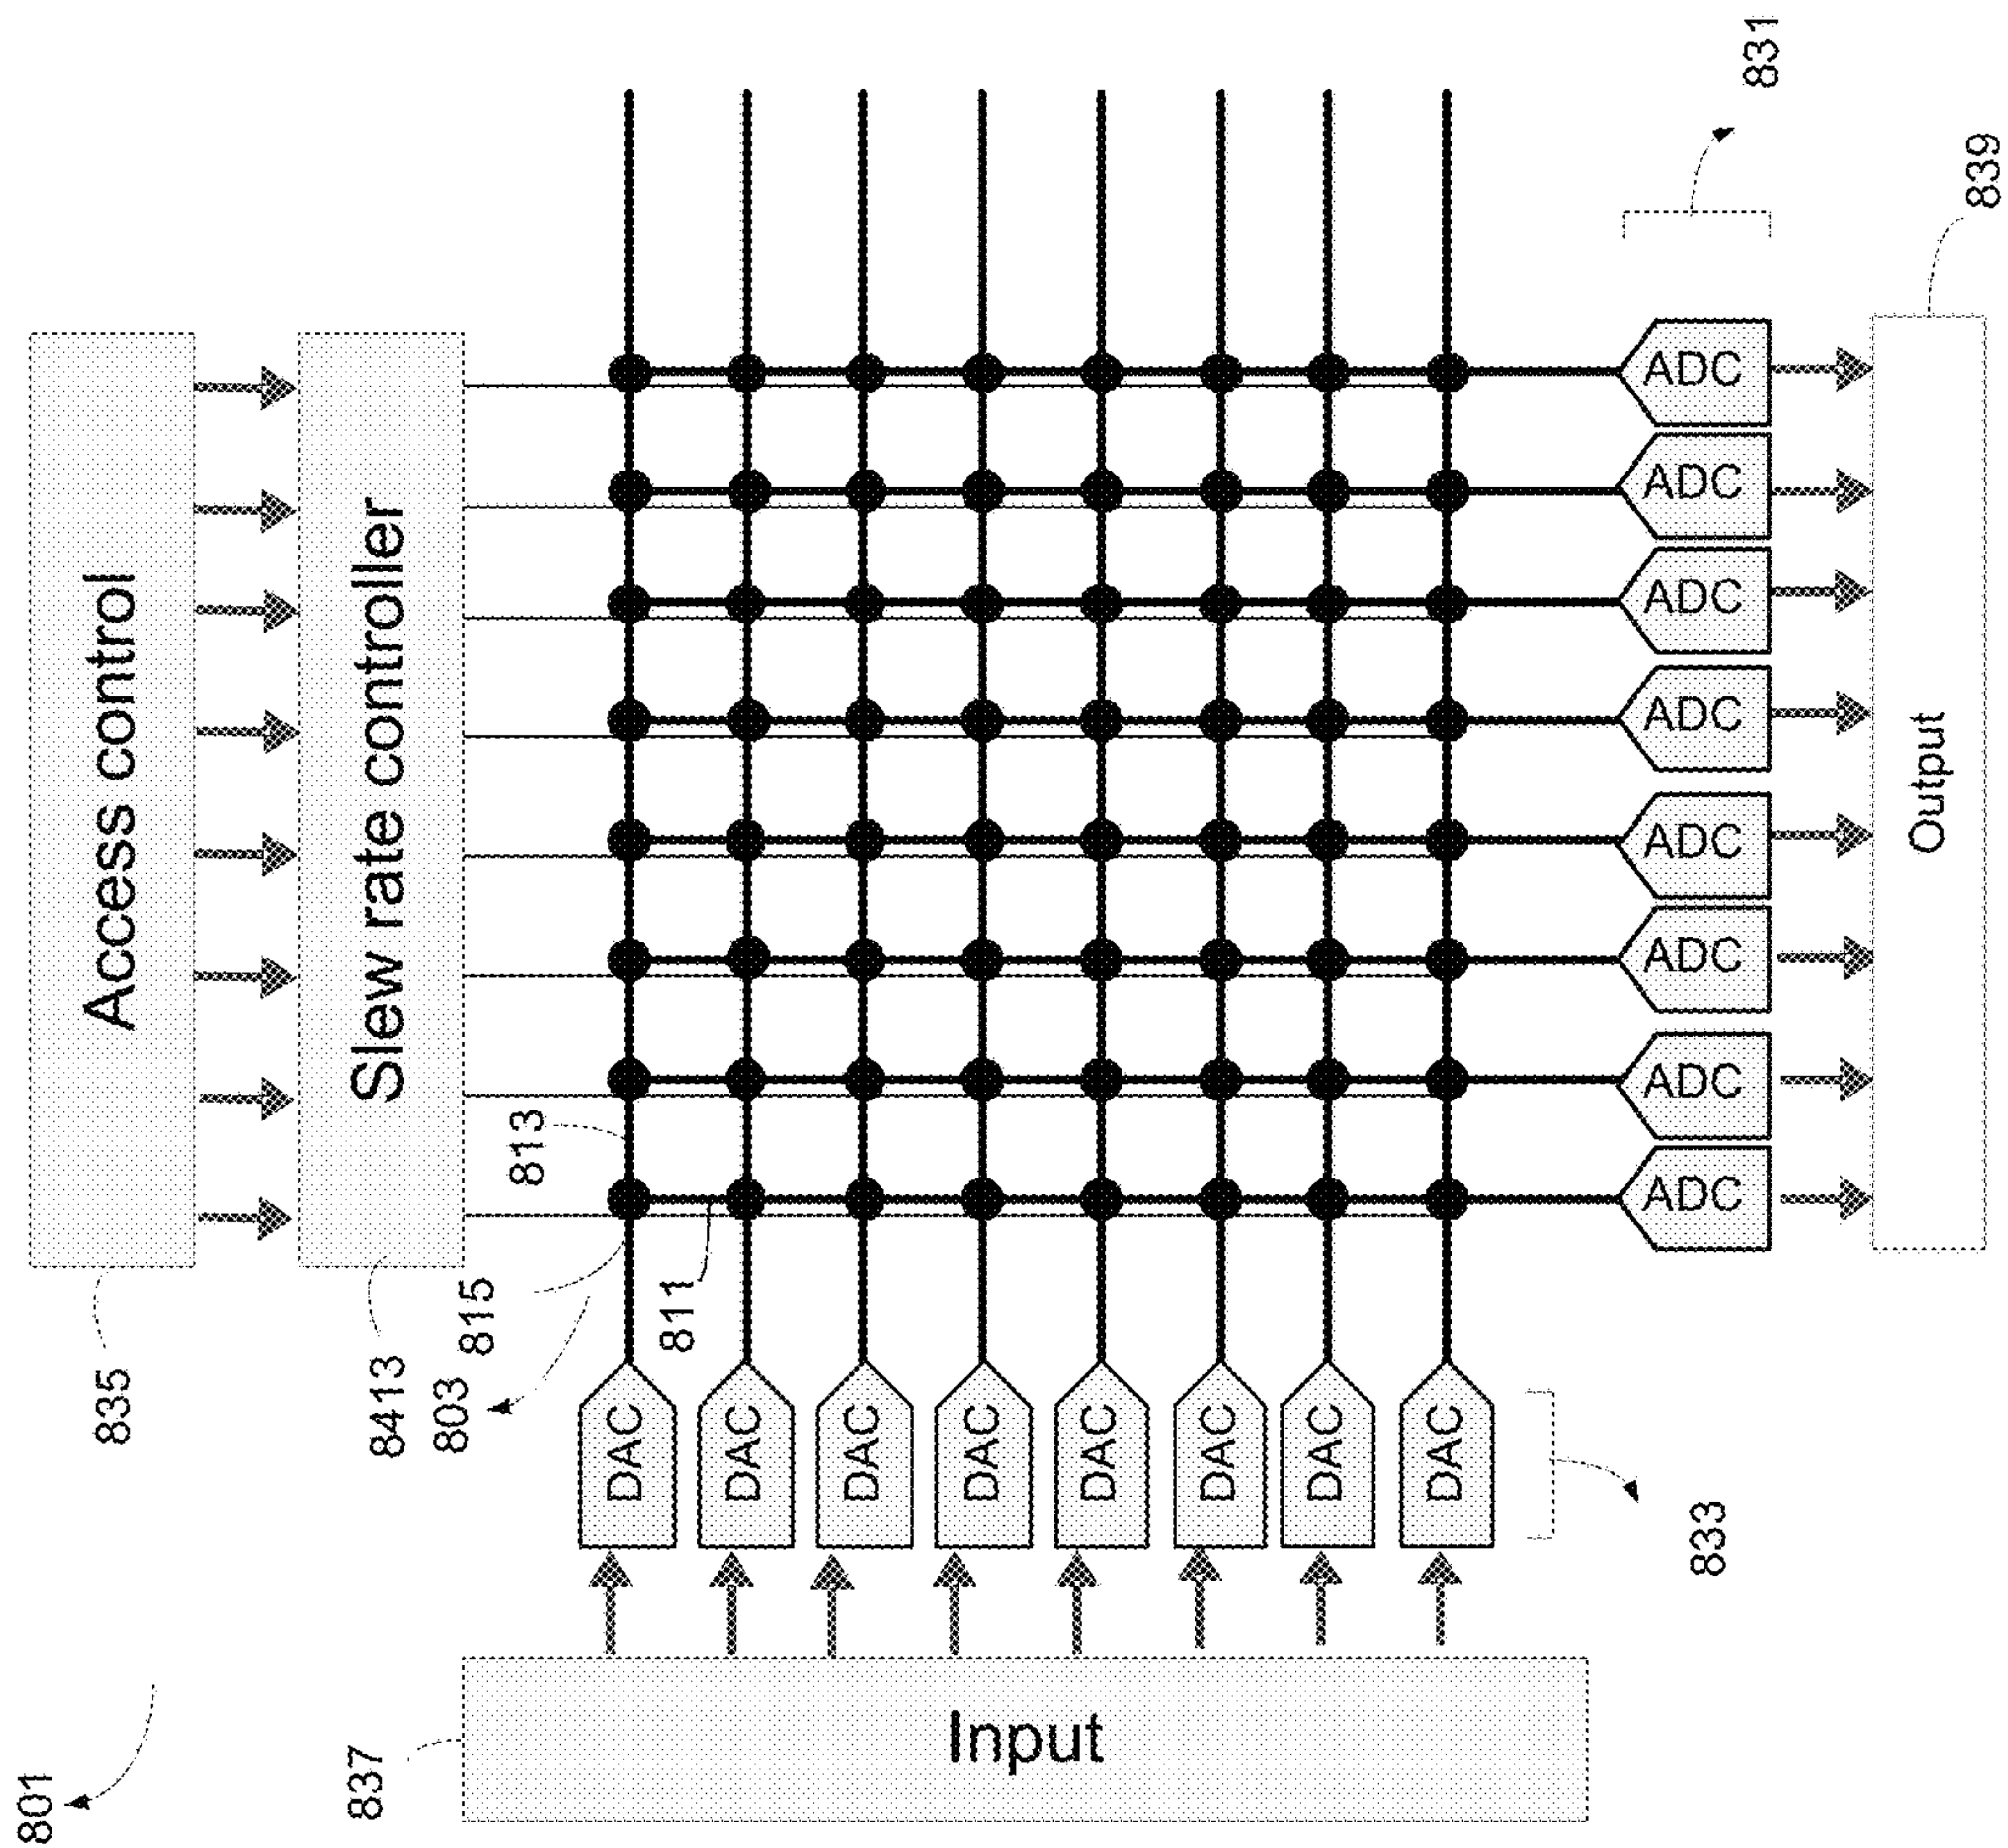 801
835
Access control
8413
Slew rate controller
803
815
813
811
837
Input
DAC
DAC
DAC
DAC
DAC
DAC
DAC
DAC
833
ADC
ADC
ADC
ADC
ADC
ADC
ADC
ADC
831
Output
839